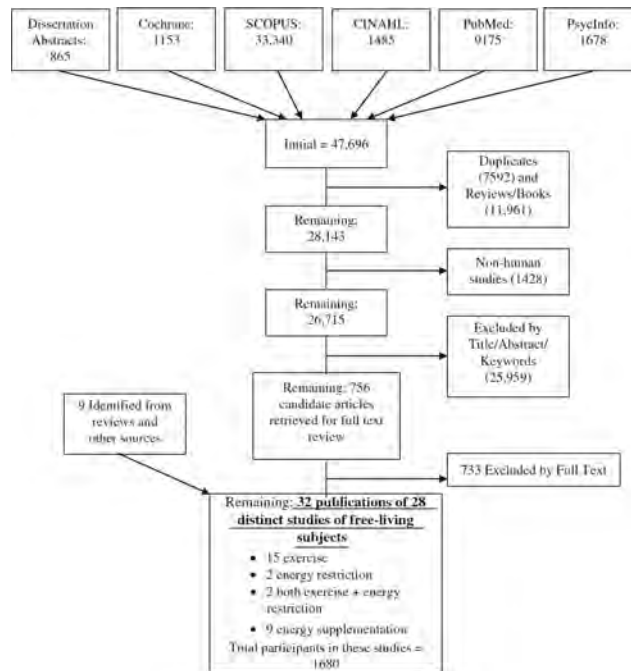 Dissertation
Abstracts:
865
Cochrane:
1153
SCOPUS:
33,340
CINAHL:
1485
PubMed:
9175
PsycInfo:
1678
Initial = 47,696
Duplicates
(7592) and
Reviews/Books
(11,961)
Remaining:
28,143
Non-human
studies (1428)
Remaining:
26,715
Excluded by
Title/Abstract/
Keywords
(25,959)
Remaining: 756
candidate articles
retrieved for full text
review
9 Identified from
reviews and
other sources
733 Excluded by Full Text
Remaining: 32 publications of 28
distinct studies of free-living
subjects
• 15 exercise
• 2 energy restriction
• 2 both exercise + energy
restriction
• 9 energy supplementation
Total participants in these studies =
1680